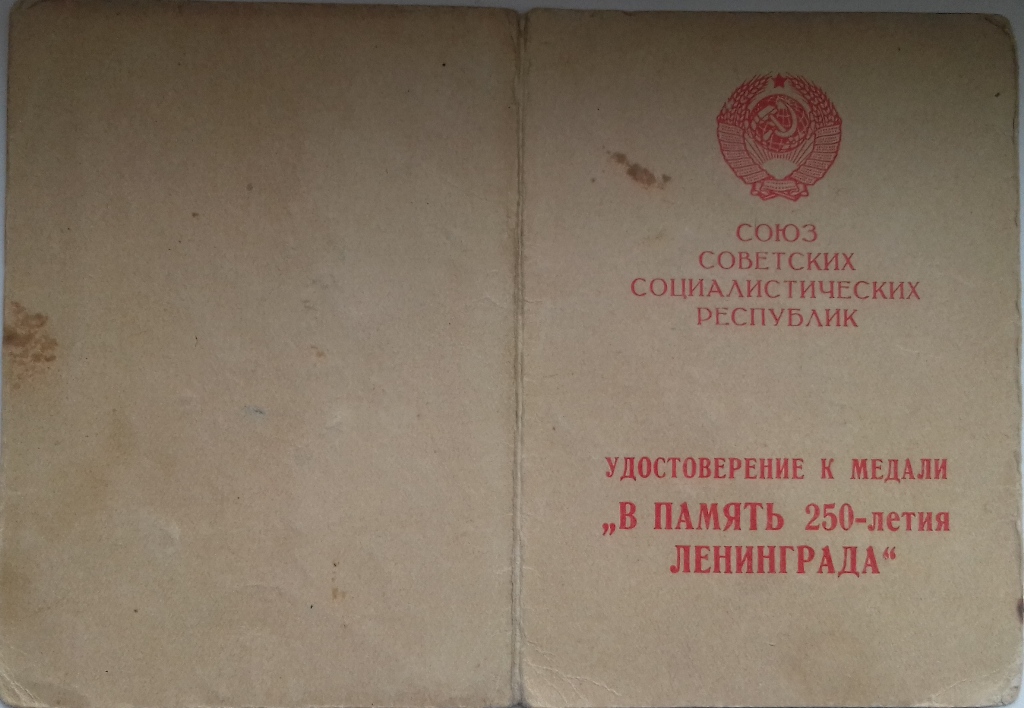 СОЮЗ
СОВЕТСКИХ
СОЦИАЛИСТИЧЕСКИХ
РЕСПУБЛИК
УДОСТОВЕРЕНИЕ К МЕДАЛИ
„В ПАМЯТЬ 250-летия
ЛЕНИНГРАДА“